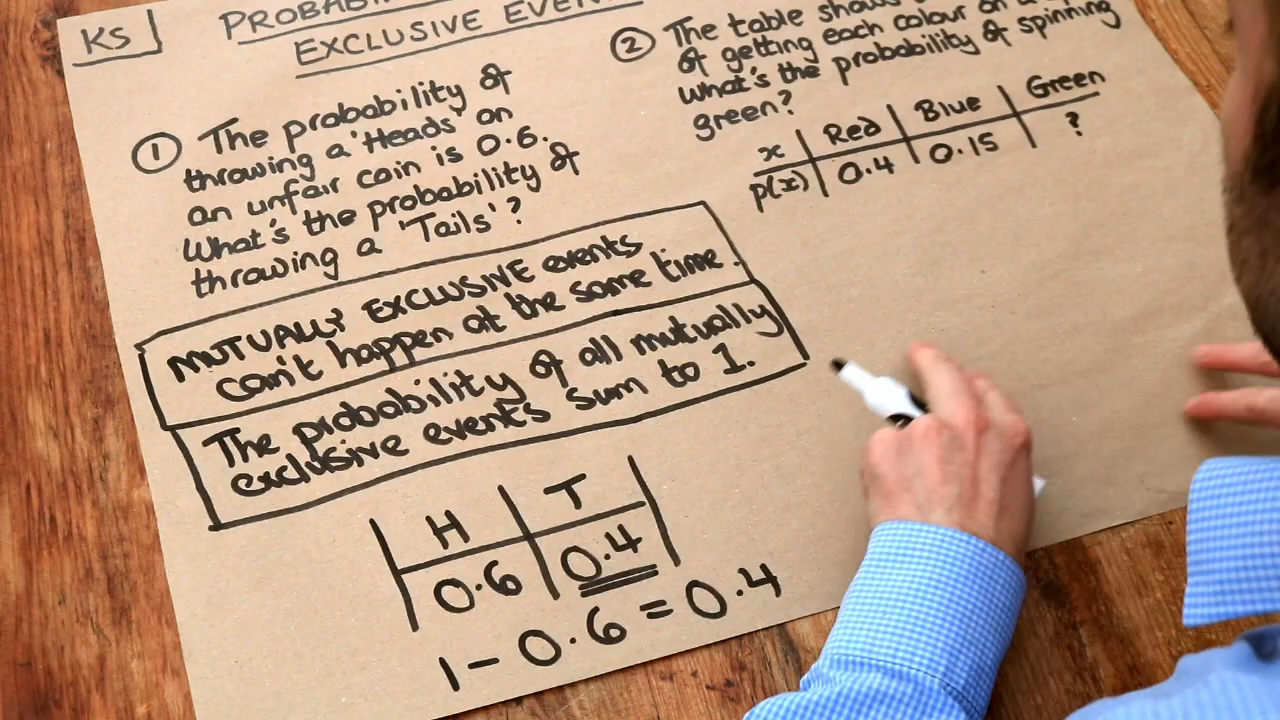 KS
EXCLUSIVE
① The probability of
throwing a 'Heads' on
an unfair coin is 0.6.
What's the probability of
throwing a 'Tails'?
MUTUALLY EXCLUSIVE events
can't happen at the same time.
The probability of all mutually
exclusive events sum to 1.
H T
0.6 0.4
1 - 0.6 = 0.4
② The table shows
of getting each colour on a
what's the probability of spinning
green?
x Red Blue Green
p(x) 0.4 0.15 ?